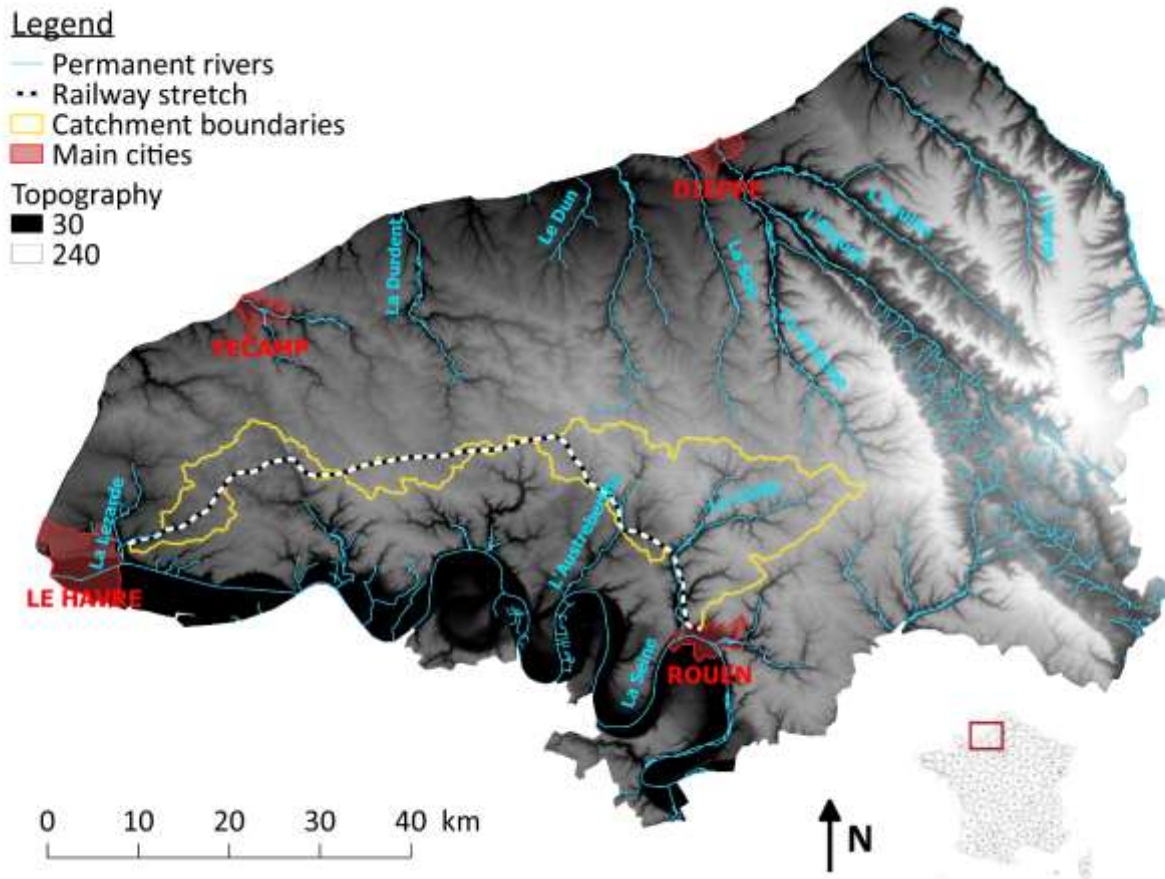 Legend
Permanent rivers
Railway stretch
Catchment boundaries
Main cities
Topography
30
240
DIEPPE
Le Dun
La Durdent
FECAMP
La Lezarde
LE HAVRE
L'Austreberthe
La Seine
ROUEN
0 10 20 30 40 km
N